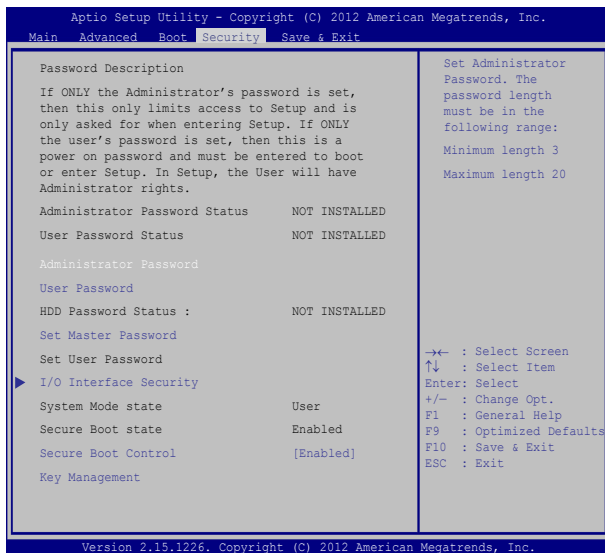 Aptio Setup Utility - Copyright (C) 2012 American Megatrends, Inc.
Main Advanced Boot Security Save & Exit
Password Description
If ONLY the Administrator's password is set,
then this only limits access to Setup and is
only asked for when entering Setup. If ONLY
the user's password is set, then this is a
power on password and must be entered to boot
or enter Setup. In Setup, the User will have
Administrator rights.
Administrator Password Status NOT INSTALLED
User Password Status NOT INSTALLED
Administrator Password
User Password
HDD Password Status : NOT INSTALLED
Set Master Password
Set User Password
I/O Interface Security
System Mode state User
Secure Boot state Enabled
Secure Boot Control [Enabled]
Key Management
Set Administrator
Password. The
password length
must be in the
following range:
Minimum length 3
Maximum length 20
→← : Select Screen
↑↓ : Select Item
Enter: Select
+/— : Change Opt.
F1 : General Help
F9 : Optimized Defaults
F10 : Save & Exit
ESC : Exit
Version 2.15.1226. Copyright (C) 2012 American Megatrends, Inc.